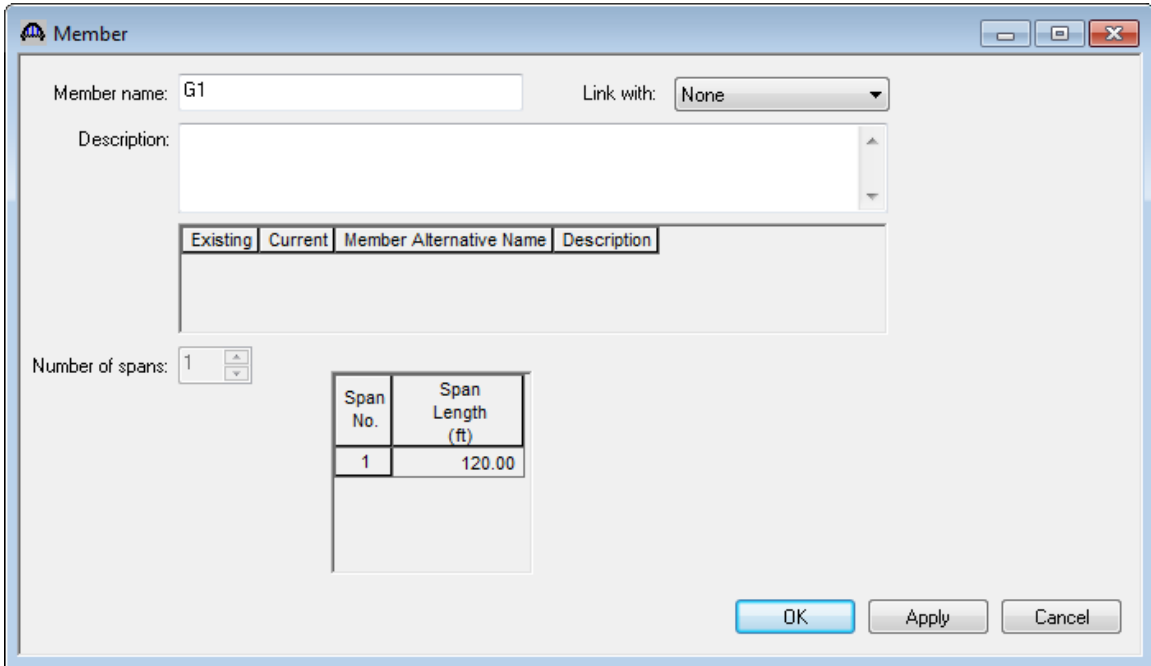 Member
Member name: G1 Link with: None
Description:
Existing Current Member Alternative Name Description
Number of spans: 1
Span No. Span Length (ft)
1 120.00
OK Apply Cancel